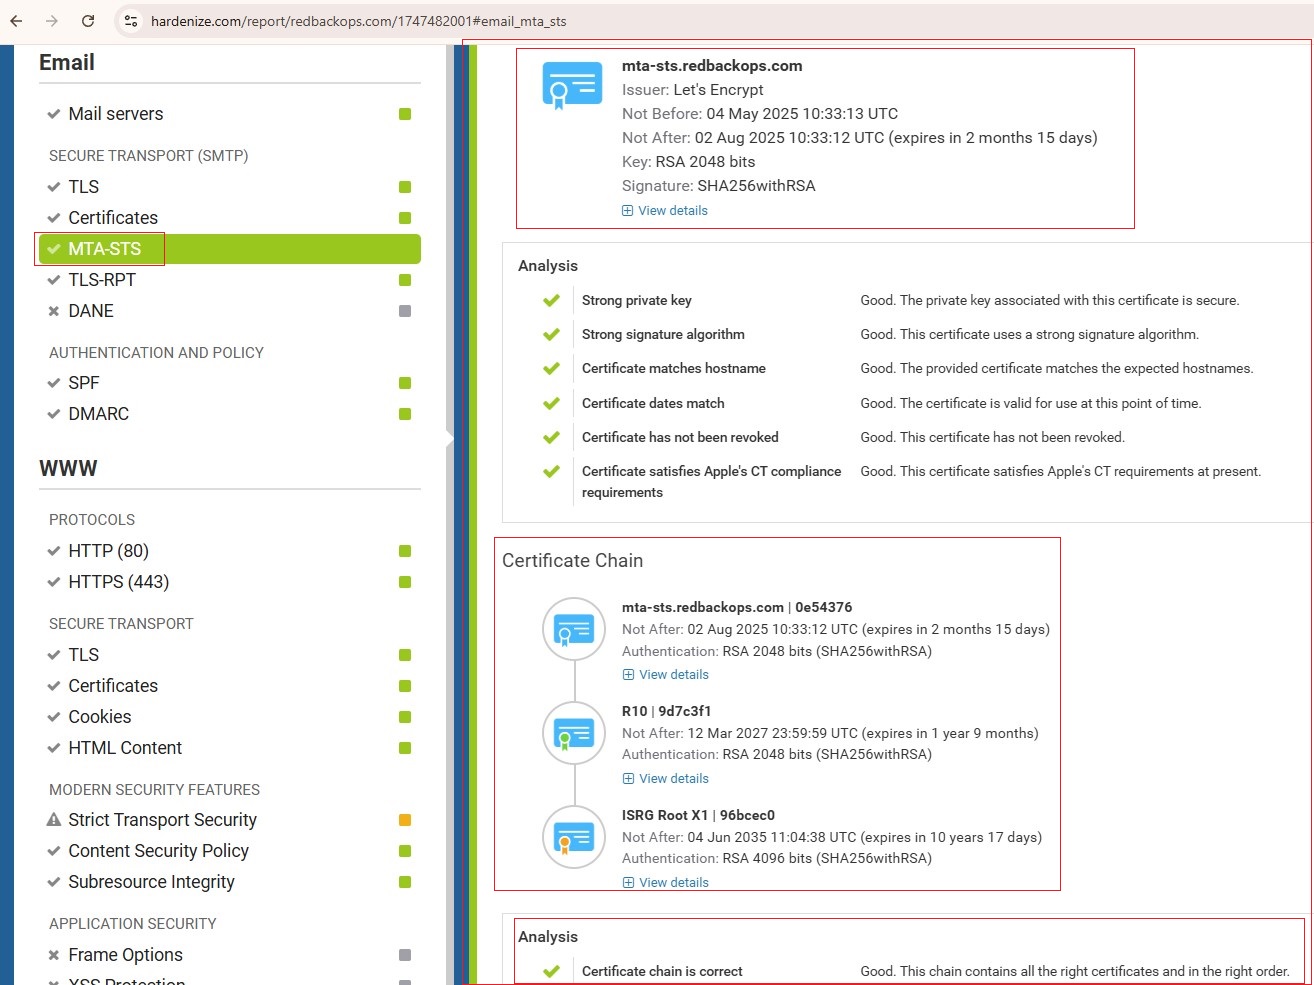 hardenize.com/report/redbackops.com/1747482001#email_mta_sts
Email
Mail servers
SECURE TRANSPORT (SMTP)
TLS
Certificates
MTA-STS
TLS-RPT
DANE
AUTHENTICATION AND POLICY
SPF
DMARC
WWW
PROTOCOLS
HTTP (80)
HTTPS (443)
SECURE TRANSPORT
TLS
Certificates
Cookies
HTML Content
MODERN SECURITY FEATURES
Strict Transport Security
Content Security Policy
Subresource Integrity
APPLICATION SECURITY
Frame Options
XSS Protection
mta-sts.redbackops.com
Issuer: Let's Encrypt
Not Before: 04 May 2025 10:33:13 UTC
Not After: 02 Aug 2025 10:33:12 UTC (expires in 2 months 15 days)
Key: RSA 2048 bits
Signature: SHA256withRSA
View details
Analysis
Strong private key Good. The private key associated with this certificate is secure.
Strong signature algorithm Good. This certificate uses a strong signature algorithm.
Certificate matches hostname Good. The provided certificate matches the expected hostnames.
Certificate dates match Good. The certificate is valid for use at this point of time.
Certificate has not been revoked Good. This certificate has not been revoked.
Certificate satisfies Apple's CT compliance Good. This certificate satisfies Apple's CT requirements at present.
requirements
Certificate Chain
mta-sts.redbackops.com | 0e54376
Not After: 02 Aug 2025 10:33:12 UTC (expires in 2 months 15 days)
Authentication: RSA 2048 bits (SHA256withRSA)
View details
R10 | 9d7c3f1
Not After: 12 Mar 2027 23:59:59 UTC (expires in 1 year 9 months)
Authentication: RSA 2048 bits (SHA256withRSA)
View details
ISRG Root X1 | 96bcec0
Not After: 04 Jun 2035 11:04:38 UTC (expires in 10 years 17 days)
Authentication: RSA 4096 bits (SHA256withRSA)
View details
Analysis
Certificate chain is correct Good. This chain contains all the right certificates and in the right order.